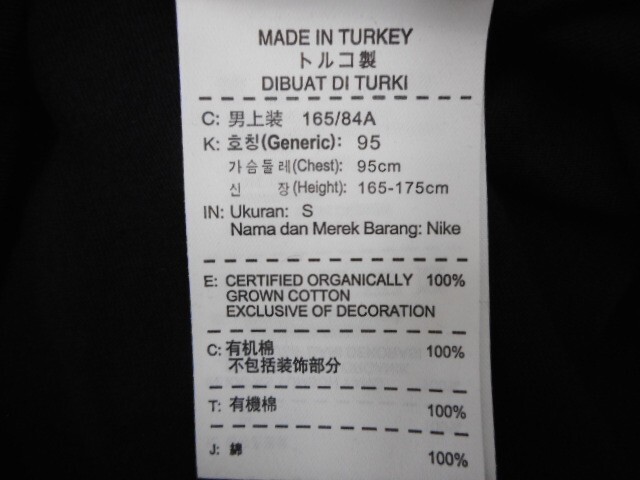 MADE IN TURKEY
トルコ製
DIBUAT DI TURKI
C: 男上装 165/84A
K: 호칭(Generic): 95
가슴둘레(Chest): 95cm
신 장(Height): 165-175cm
IN: Ukuran: S
Nama dan Merek Barang: Nike
E: CERTIFIED ORGANICALLY 100%
GROWN COTTON
EXCLUSIVE OF DECORATION
C: 有机棉 100%
不包括装饰部分
T: 有機棉 100%
J: 綿 100%